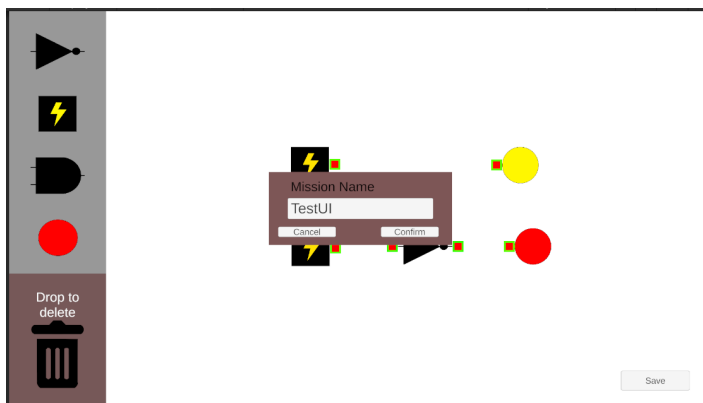 Mission Name
TestUI
Cancel
Confirm
Drop to
delete
Save